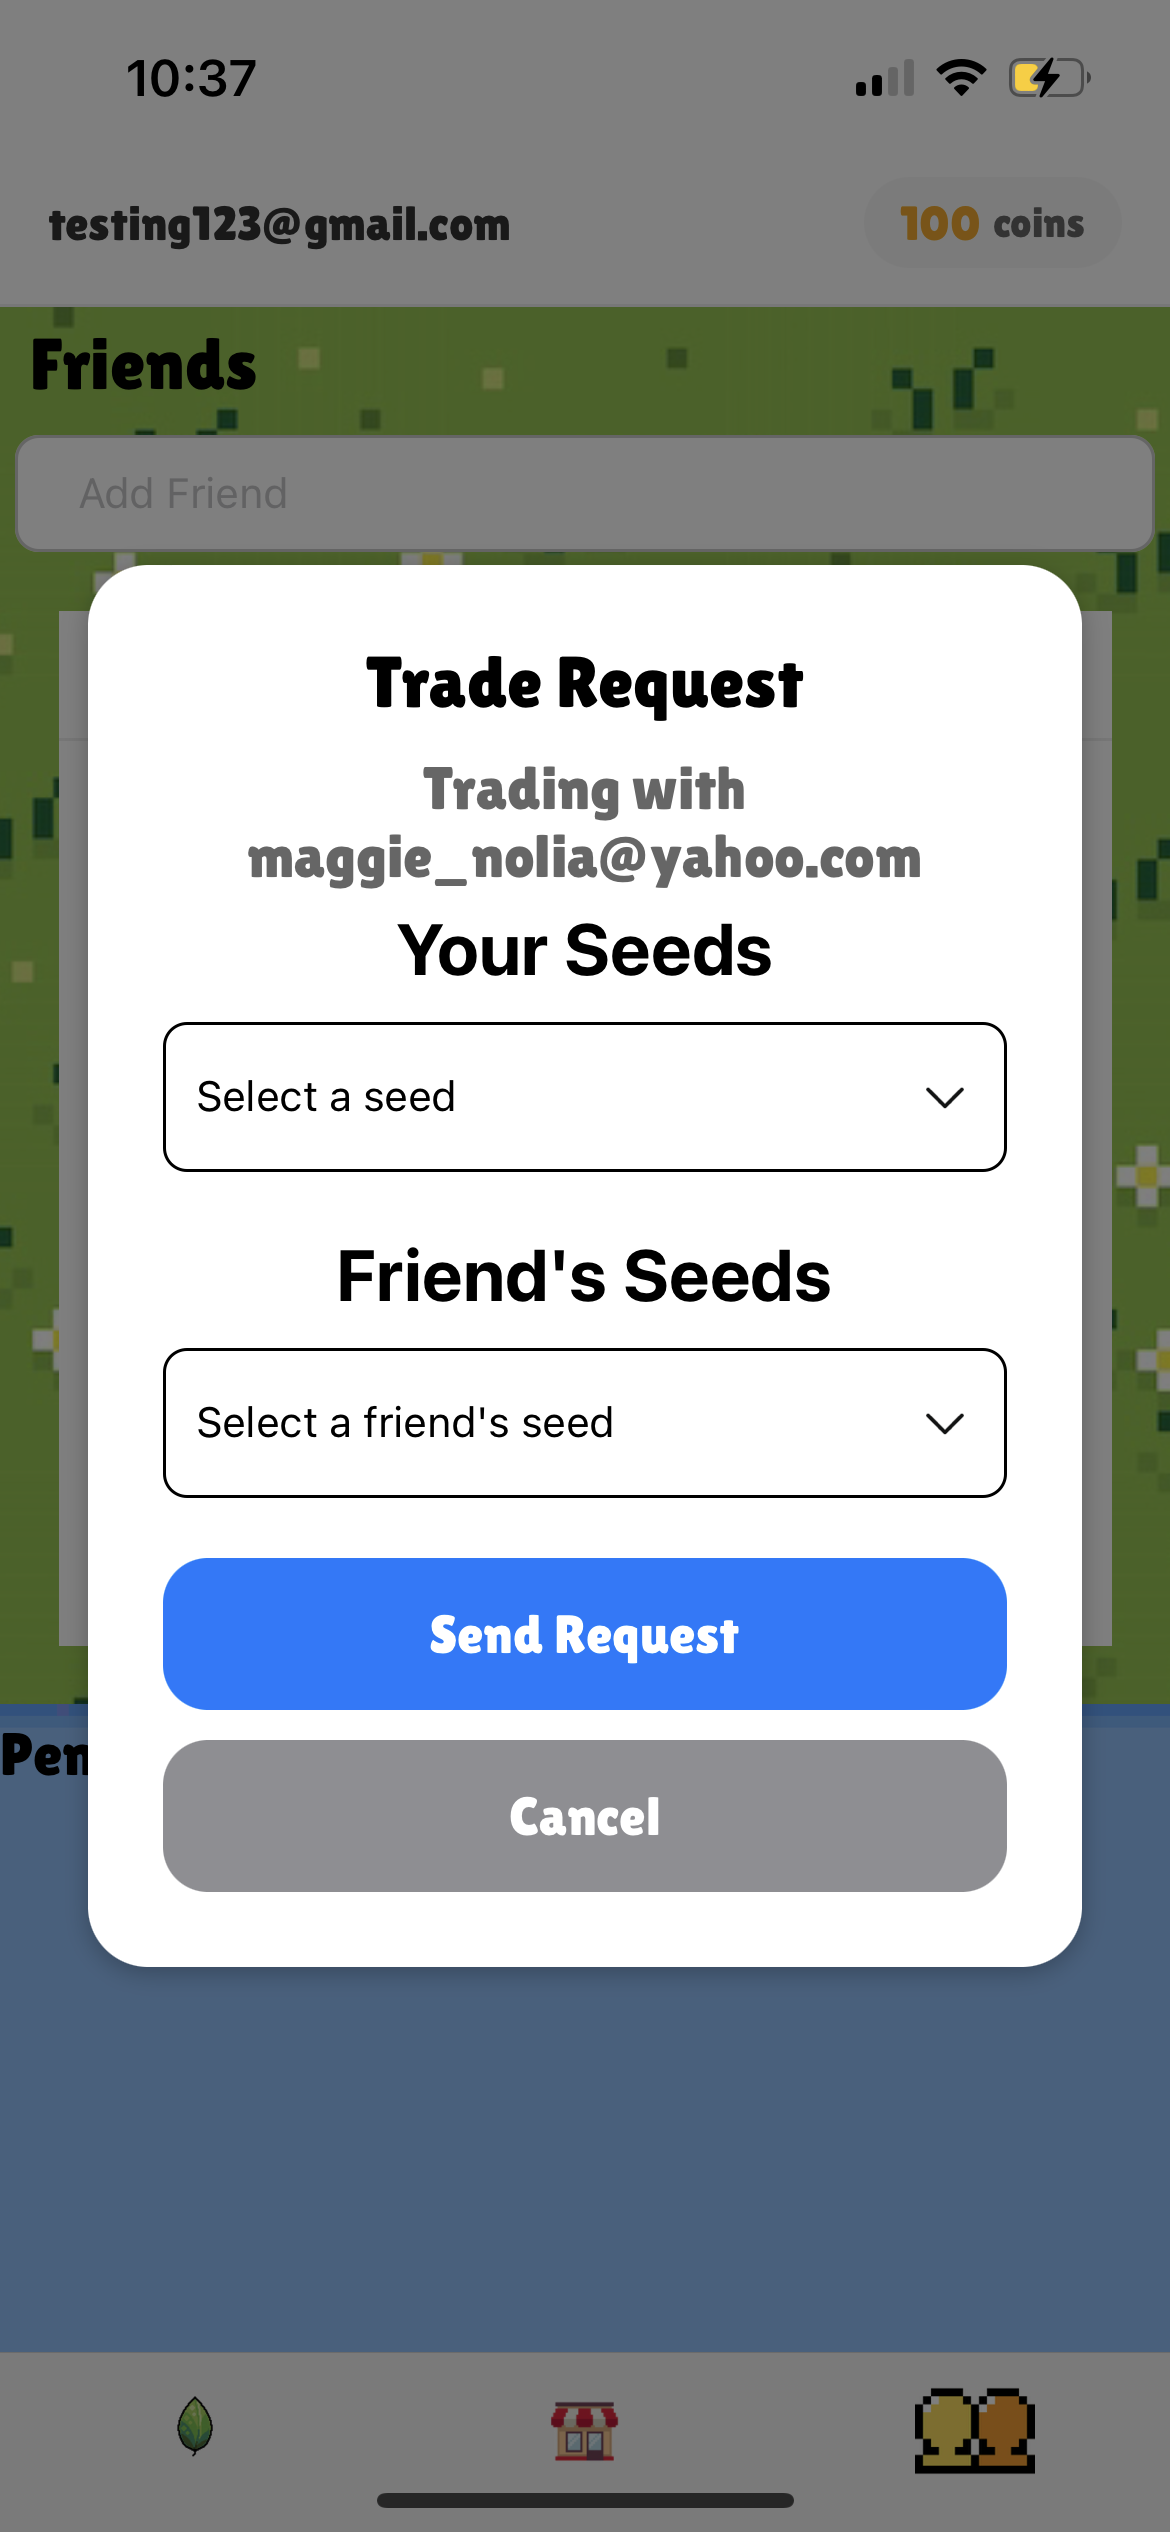 10:37
testing123@gmail.com
100 coins
Friends
Add Friend
Trade Request
Trading with
maggie_nolia@yahoo.com
Your Seeds
Select a seed
Friend's Seeds
Select a friend's seed
Send Request
Cancel